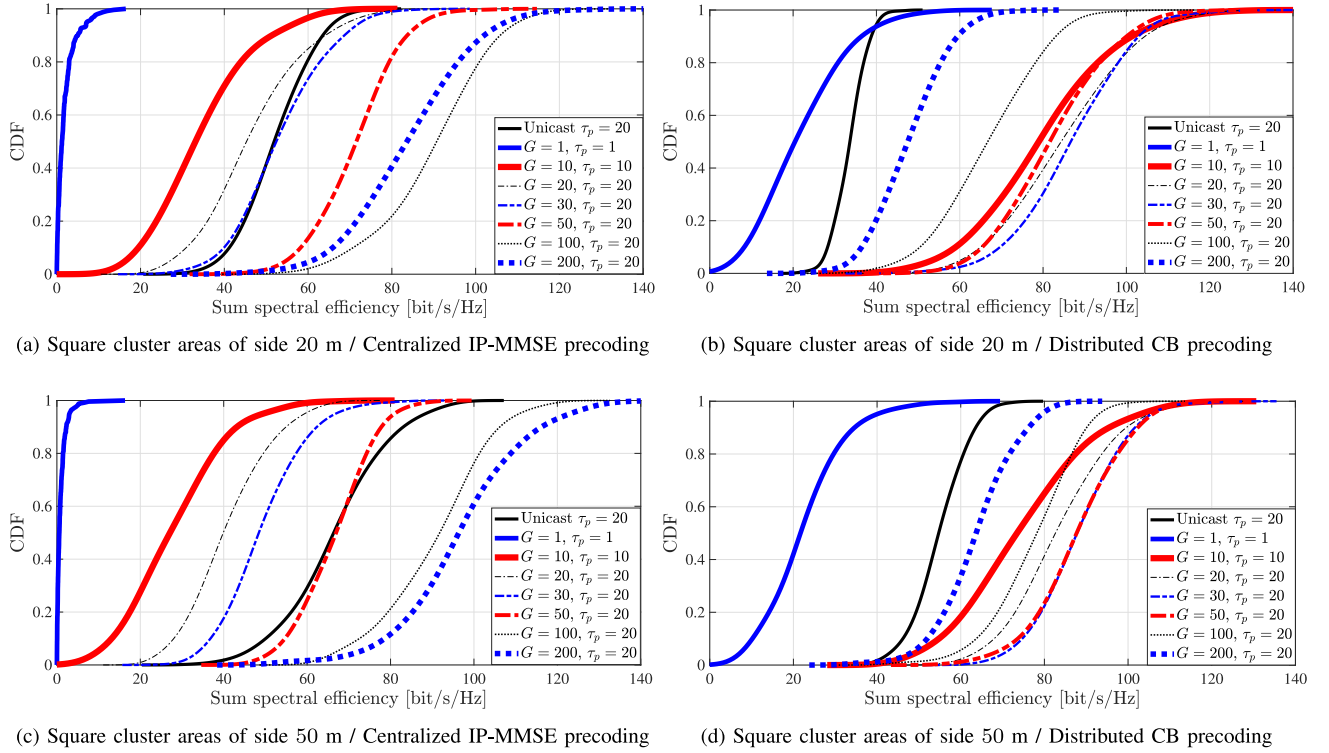 CDF
1
0.8
0.6
0.4
0.2
0
0 20 40 60 80 100 120 140
Sum spectral efficiency [bit/s/Hz]
Unicast τp = 20
G = 1, τp = 1
G = 10, τp = 10
G = 20, τp = 20
G = 30, τp = 20
G = 50, τp = 20
G = 100, τp = 20
G = 200, τp = 20
(a) Square cluster areas of side 20 m / Centralized IP-MMSE precoding
CDF
1
0.8
0.6
0.4
0.2
0
0 20 40 60 80 100 120 140
Sum spectral efficiency [bit/s/Hz]
Unicast τp = 20
G = 1, τp = 1
G = 10, τp = 10
G = 20, τp = 20
G = 30, τp = 20
G = 50, τp = 20
G = 100, τp = 20
G = 200, τp = 20
(b) Square cluster areas of side 20 m / Distributed CB precoding
CDF
1
0.8
0.6
0.4
0.2
0
0 20 40 60 80 100 120 140
Sum spectral efficiency [bit/s/Hz]
Unicast τp = 20
G = 1, τp = 1
G = 10, τp = 10
G = 20, τp = 20
G = 30, τp = 20
G = 50, τp = 20
G = 100, τp = 20
G = 200, τp = 20
(c) Square cluster areas of side 50 m / Centralized IP-MMSE precoding
CDF
1
0.8
0.6
0.4
0.2
0
0 20 40 60 80 100 120 140
Sum spectral efficiency [bit/s/Hz]
Unicast τp = 20
G = 1, τp = 1
G = 10, τp = 10
G = 20, τp = 20
G = 30, τp = 20
G = 50, τp = 20
G = 100, τp = 20
G = 200, τp = 20
(d) Square cluster areas of side 50 m / Distributed CB precoding